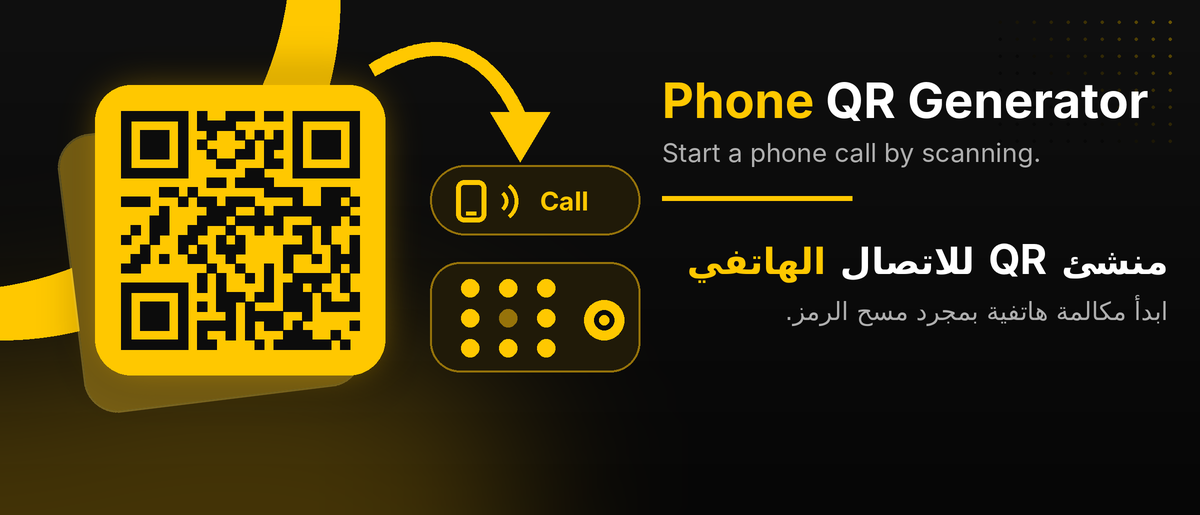 Phone QR Generator
Start a phone call by scanning.
Call
منشئ QR للاتصال الهاتفي
ابدأ مكالمة هاتفية بمجرد مسح الرمز.